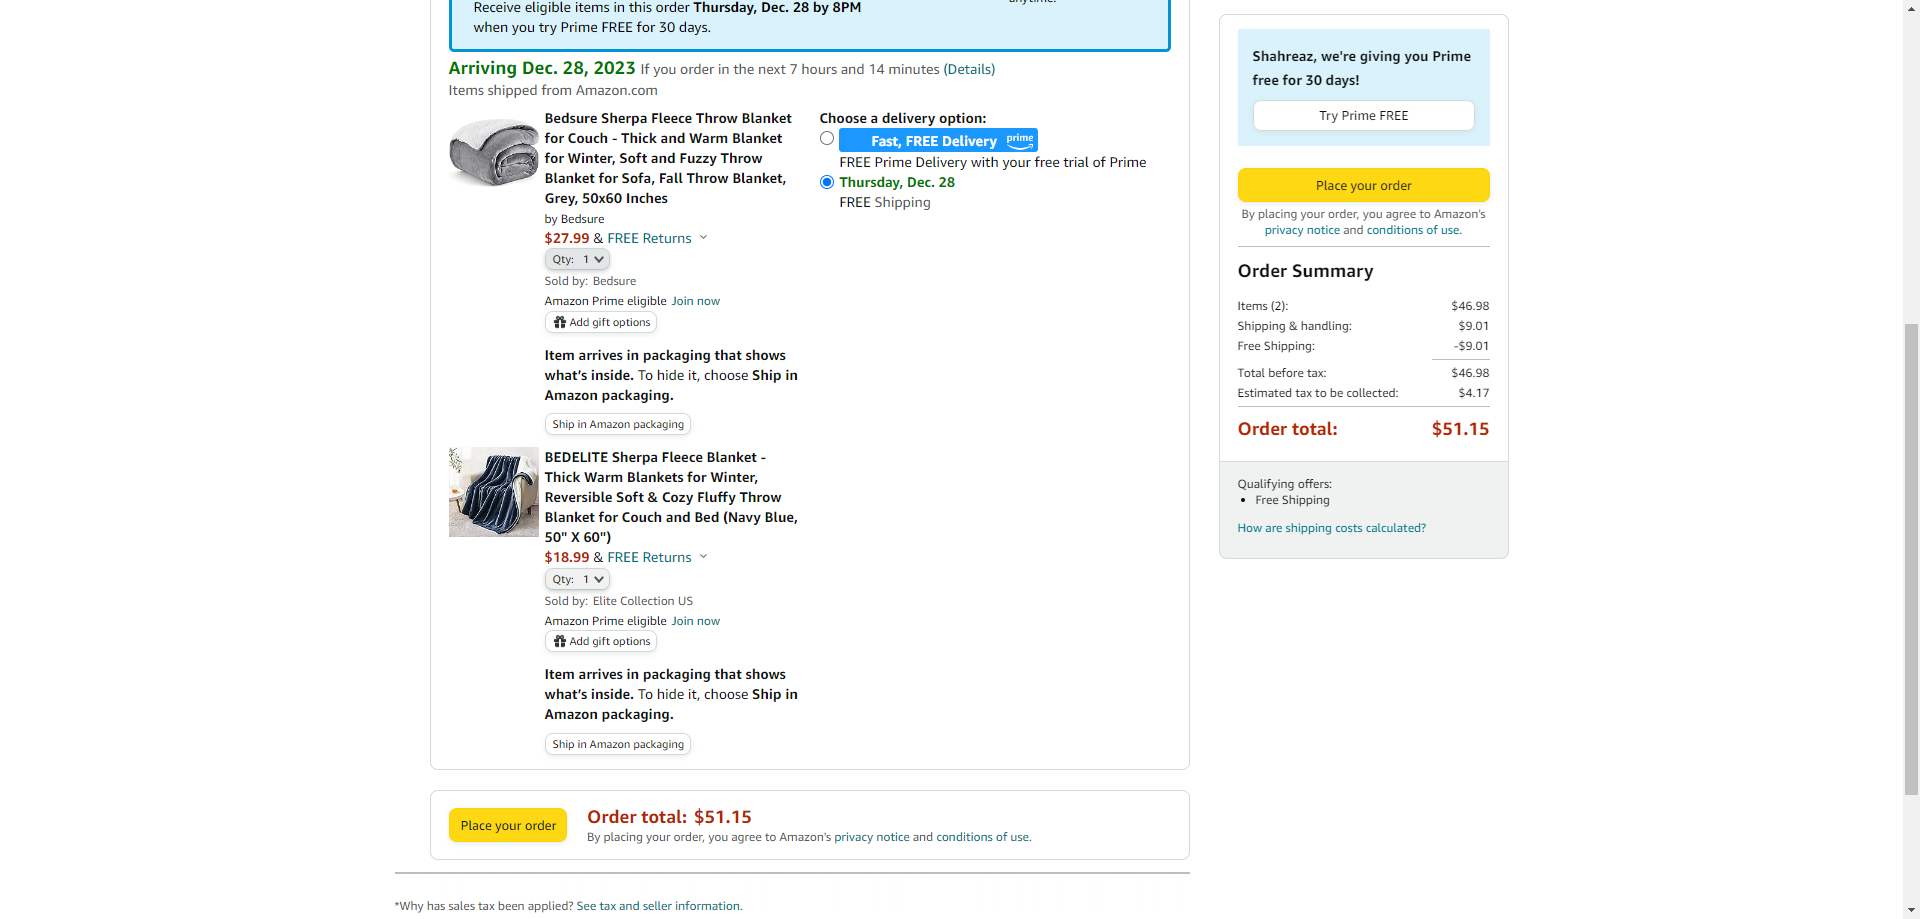 Receive eligible items in this order Thursday, Dec. 28 by 8PM
when you try Prime FREE for 30 days.
Arriving Dec. 28, 2023 If you order in the next 7 hours and 14 minutes (Details)
Items shipped from Amazon.com
Bedsure Sherpa Fleece Throw Blanket
for Couch - Thick and Warm Blanket
for Winter, Soft and Fuzzy Throw
Blanket for Sofa, Fall Throw Blanket,
Grey, 50x60 Inches
by Bedsure
$27.99 & FREE Returns
Qty: 1
Sold by: Bedsure
Amazon Prime eligible Join now
Add gift options
Item arrives in packaging that shows
what's inside. To hide it, choose Ship in
Amazon packaging.
Ship in Amazon packaging
BEDELITE Sherpa Fleece Blanket -
Thick Warm Blankets for Winter,
Reversible Soft & Cozy Fluffy Throw
Blanket for Couch and Bed (Navy Blue,
50" X 60")
$18.99 & FREE Returns
Qty: 1
Sold by: Elite Collection US
Amazon Prime eligible Join now
Add gift options
Item arrives in packaging that shows
what's inside. To hide it, choose Ship in
Amazon packaging.
Ship in Amazon packaging
Choose a delivery option:
Fast, FREE Delivery prime
FREE Prime Delivery with your free trial of Prime
Thursday, Dec. 28
FREE Shipping
Place your order
Order total: $51.15
By placing your order, you agree to Amazon's privacy notice and conditions of use.
*Why has sales tax been applied? See tax and seller information.
Shahreaz, we're giving you Prime
free for 30 days!
Try Prime FREE
Place your order
By placing your order, you agree to Amazon's
privacy notice and conditions of use.
Order Summary
Items (2): $46.98
Shipping & handling: $9.01
Free Shipping: -$9.01
Total before tax: $46.98
Estimated tax to be collected: $4.17
Order total: $51.15
Qualifying offers:
Free Shipping
How are shipping costs calculated?